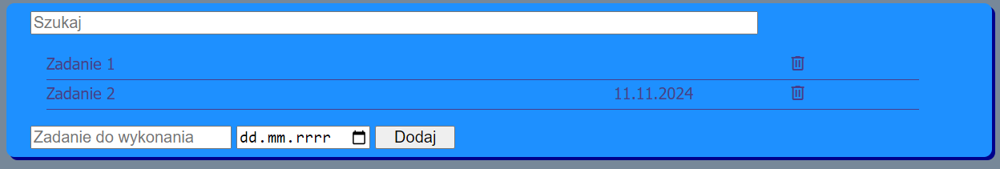 Szukaj
Zadanie 1
Zadanie 2 11.11.2024
Zadanie do wykonania dd.mm.rrrr Dodaj